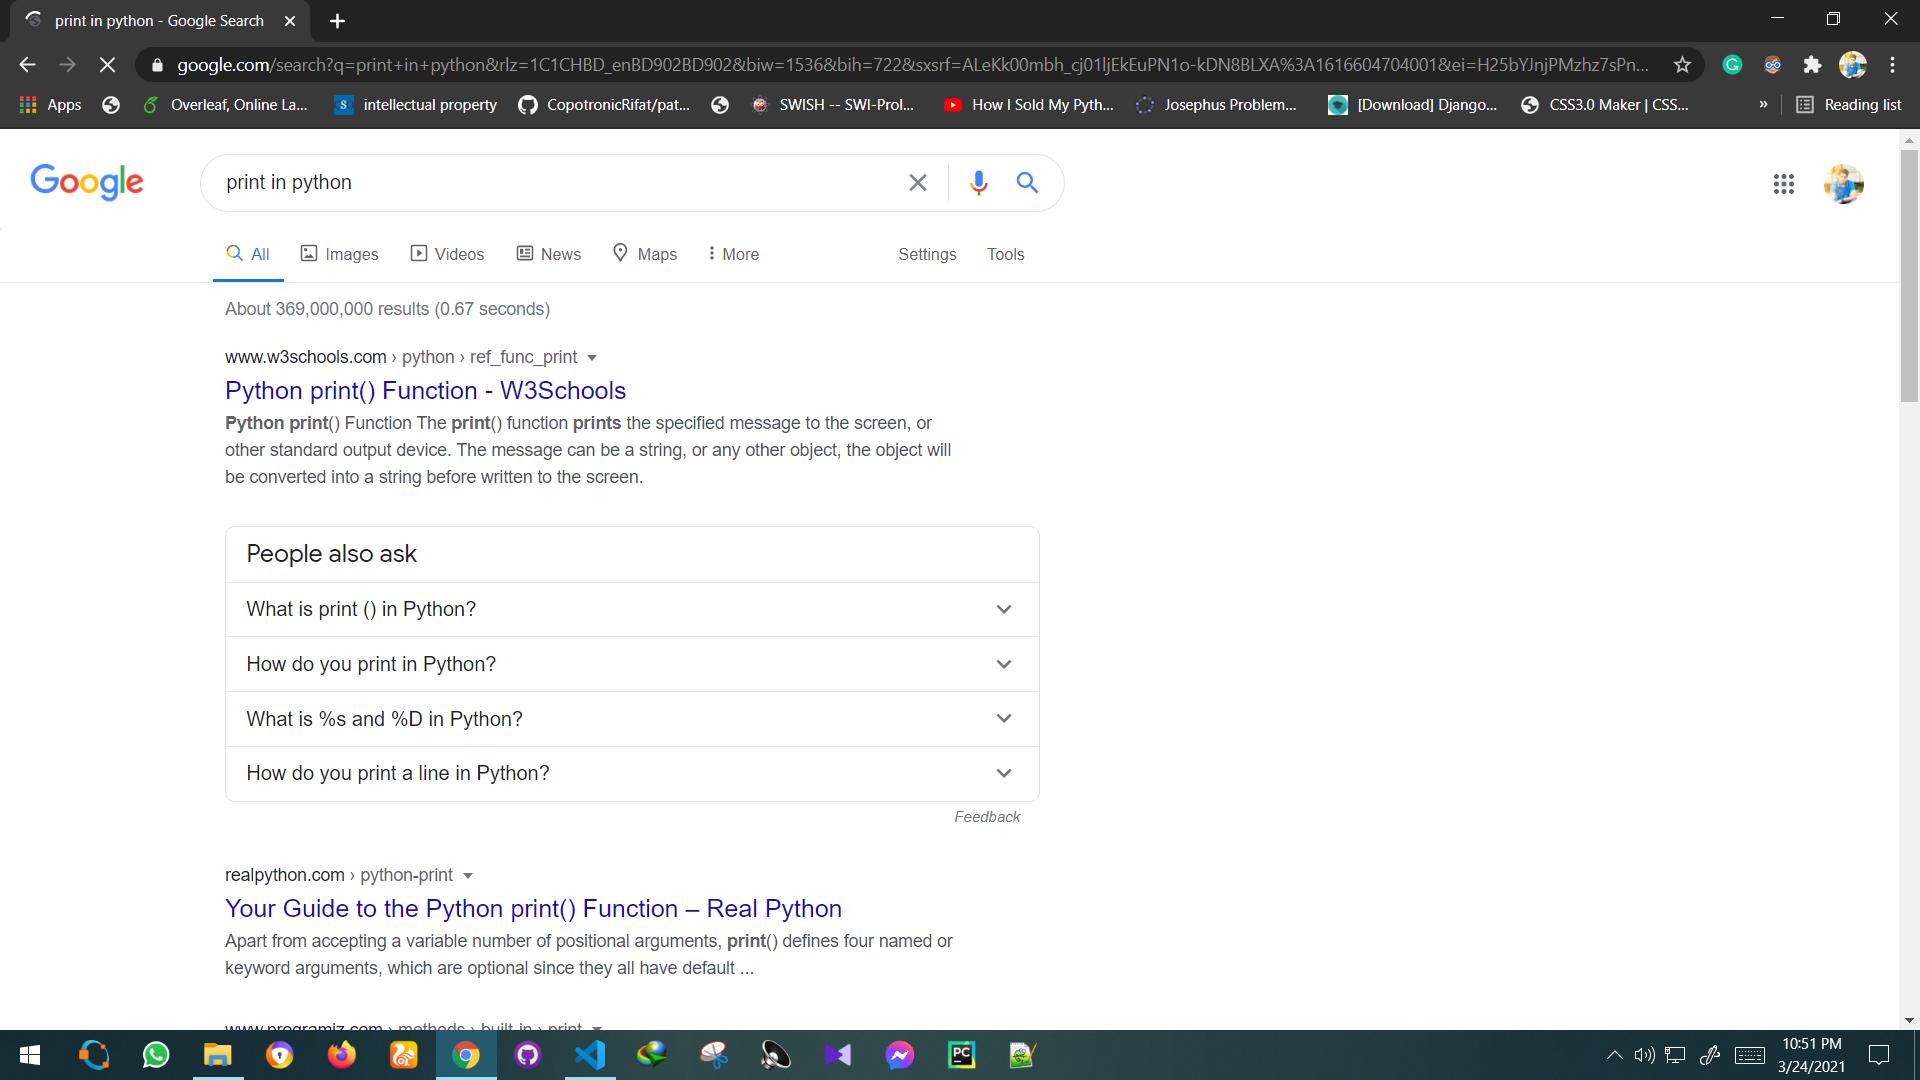 print in python - Google Search
google.com/search?q=print+in+python&rlz=1C1CHBD_enBD902BD902&biw=1536&bih=722&sxsrf=ALeKk00mbh_cj01ljEkEuPN1o-kDN8BLXA%3A1616604704001&ei=H25bYJnjPMzhz7sPn...
Apps Overleaf, Online La... intellectual property CopotronicRifat/pat... SWISH -- SWI-Prol... How I Sold My Pyth... Josephus Problem... [Download] Django... CSS3.0 Maker | CSS... » Reading list
Google print in python
All Images Videos News Maps More Settings Tools
About 369,000,000 results (0.67 seconds)
www.w3schools.com › python › ref_func_print
Python print() Function - W3Schools
Python print() Function The print() function prints the specified message to the screen, or
other standard output device. The message can be a string, or any other object, the object will
be converted into a string before written to the screen.
People also ask
What is print () in Python?
How do you print in Python?
What is %s and %D in Python?
How do you print a line in Python?
Feedback
realpython.com › python-print
Your Guide to the Python print() Function – Real Python
Apart from accepting a variable number of positional arguments, print() defines four named or
keyword arguments, which are optional since they all have default ...
www.programiz.com › methods › built-in › print
10:51 PM
3/24/2021